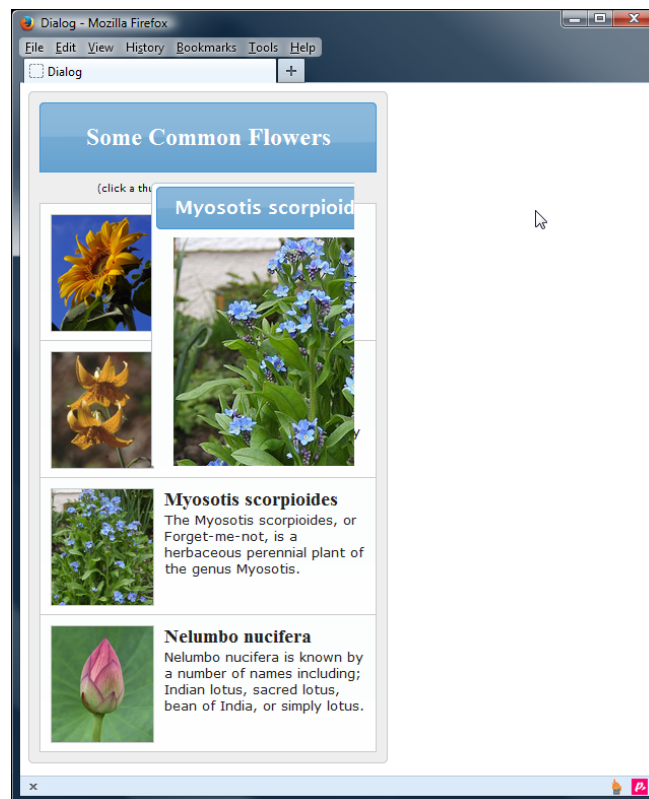 Dialog - Mozilla Firefox
File Edit View History Bookmarks Tools Help
Dialog
Some Common Flowers
(click a
Myosotis
y
Myosotis scorpioides
The Myosotis scorpioides, or
Forget-me-not, is a
herbaceous perennial plant of
the genus Myosotis.
Nelumbo nucifera
Nelumbo nucifera is known by
a number of names including;
Indian lotus, sacred lotus,
bean of India, or simply lotus.